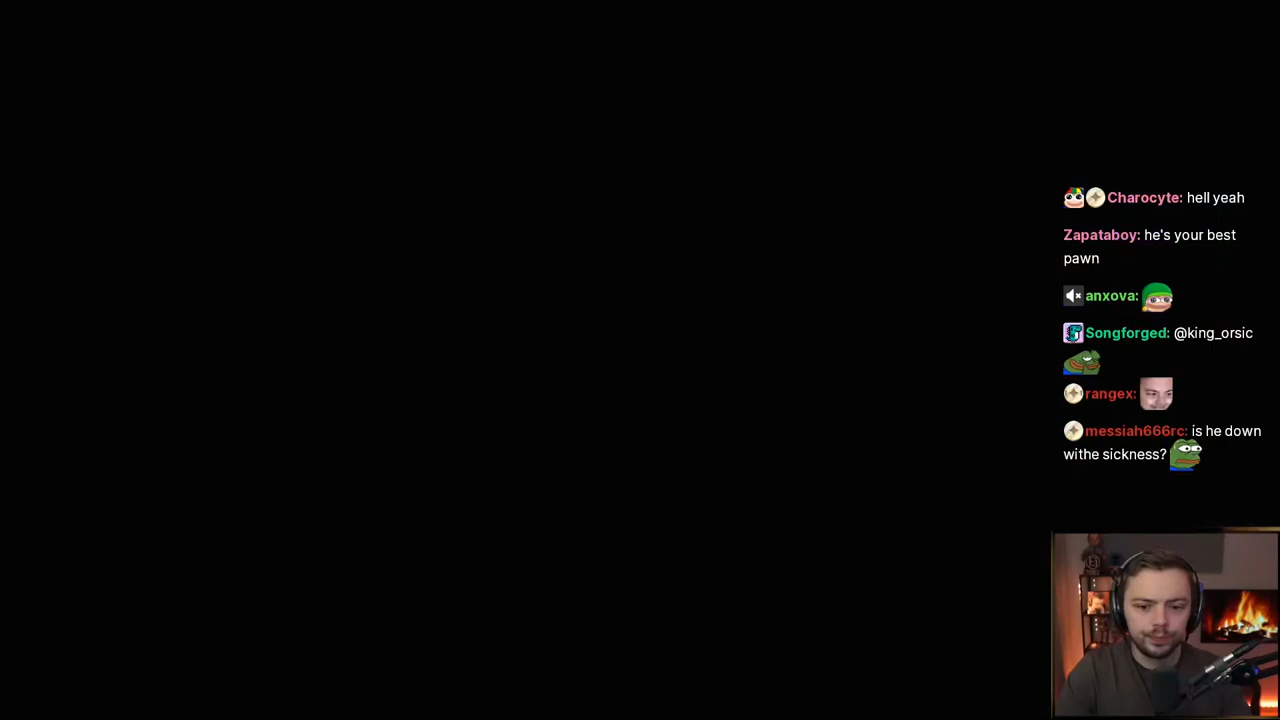 Charocyte: hell yeah
Zapataboy: he's your best
pawn
anxova:
Songforged: @king_orsic
rangex:
messiah666rc: is he down
withe sickness?